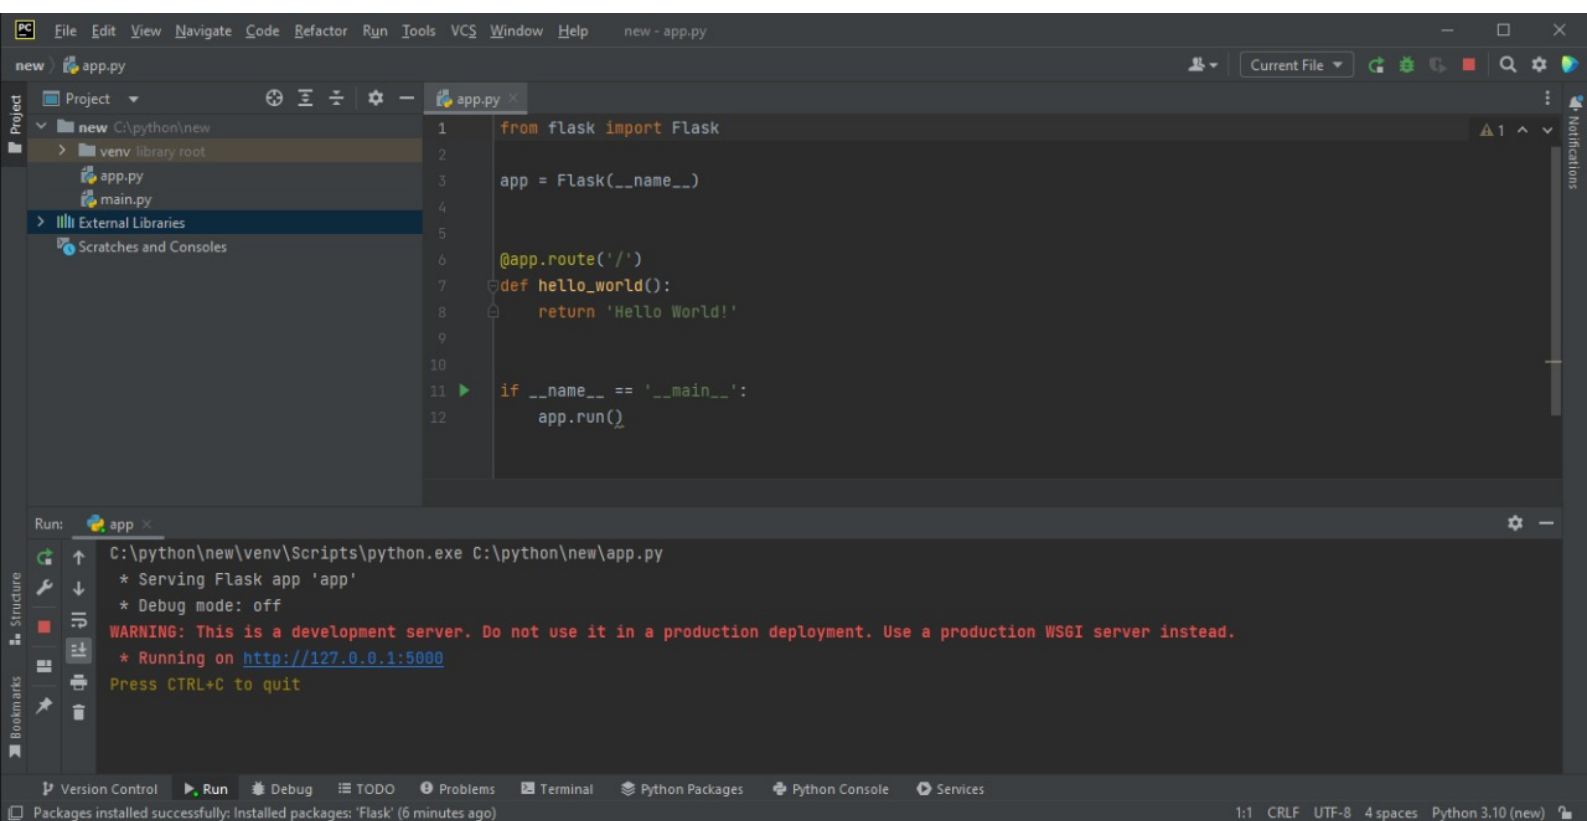 PC File Edit View Navigate Code Refactor Run Tools VCS Window Help new - app.py
new app.py Current File
Project
Project
app.py
Notifications
new C:\python\new
venv library root
app.py
main.py
External Libraries
Scratches and Consoles
1 from flask import Flask
1
2
3 app = Flask(__name__)
4
5
6 @app.route('/')
7 def hello_world():
8 return 'Hello World!'
9
10
11 if __name__ == '__main__':
12 app.run()
Run: app
C:\python\new\venv\Scripts\python.exe C:\python\new\app.py
* Serving Flask app 'app'
* Debug mode: off
WARNING: This is a development server. Do not use it in a production deployment. Use a production WSGI server instead.
* Running on http://127.0.0.1:5000
Press CTRL+C to quit
Structure
Bookmarks
Version Control Run Debug TODO Problems Terminal Python Packages Python Console Services
Packages installed successfully: Installed packages: 'Flask' (6 minutes ago) 1:1 CRLF UTF-8 4 spaces Python 3.10 (new)